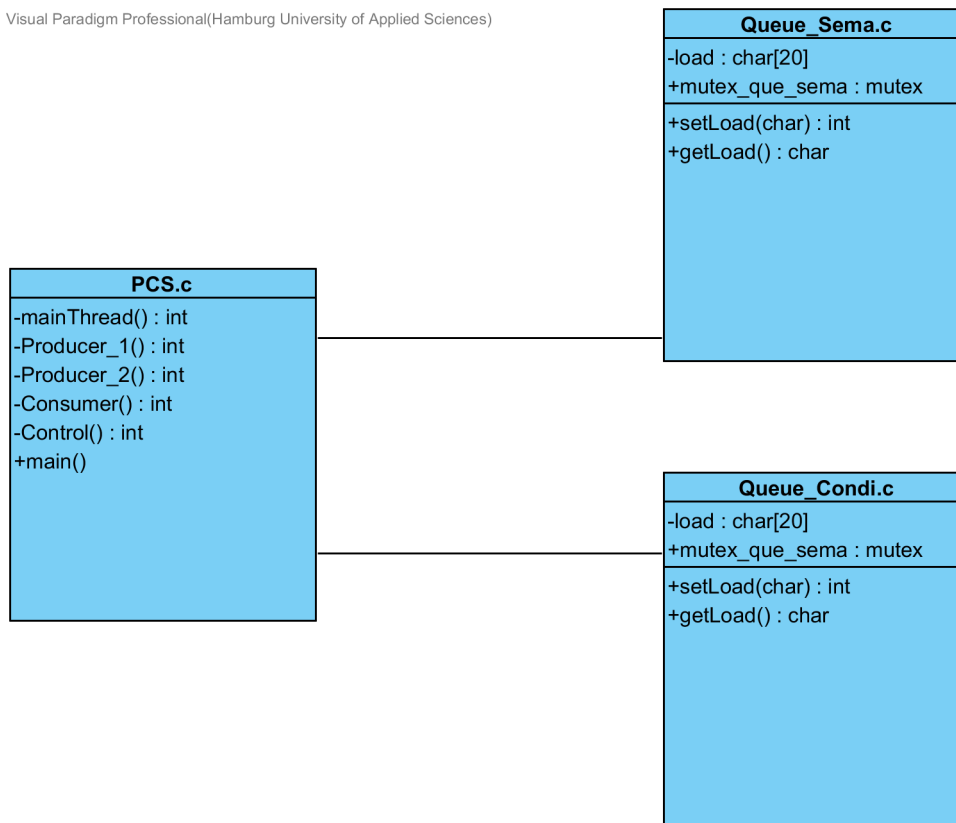 Visual Paradigm Professional(Hamburg University of Applied Sciences)
Queue_Sema.c
-load : char[20]
+mutex_que_sema : mutex
+setLoad(char) : int
+getLoad() : char
PCS.c
-mainThread() : int
-Producer_1() : int
-Producer_2() : int
-Consumer() : int
-Control() : int
+main()
Queue_Condi.c
-load : char[20]
+mutex_que_sema : mutex
+setLoad(char) : int
+getLoad() : char